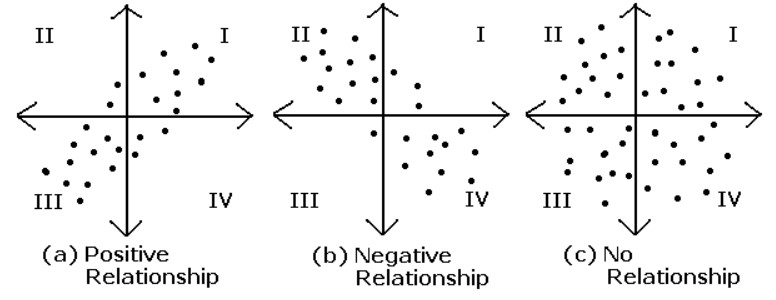 II I
III IV
(a) Positive Relationship
II I
III IV
(b) Negative Relationship
II I
III IV
(c) No Relationship